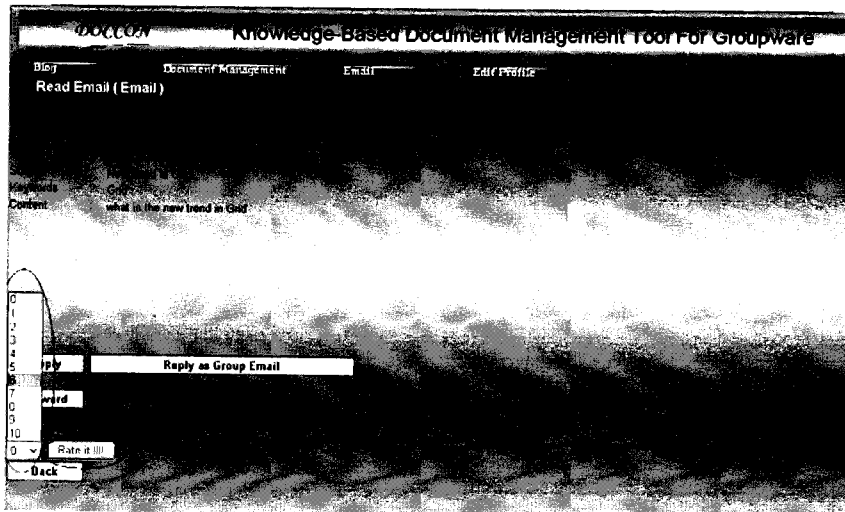 DOCCON Knowledge-Based Document Management Tool For Groupware
Blog Document Management Email Edit Profile
Read Email ( Email )
Keywords
Content what is the new trend in Grid
0
1
2
3
4
5
6
7
8
9
10
Reply as Group Email
0 Rate it !!!!
Back